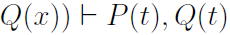 Q(x)) ⊢ P(t), Q(t)